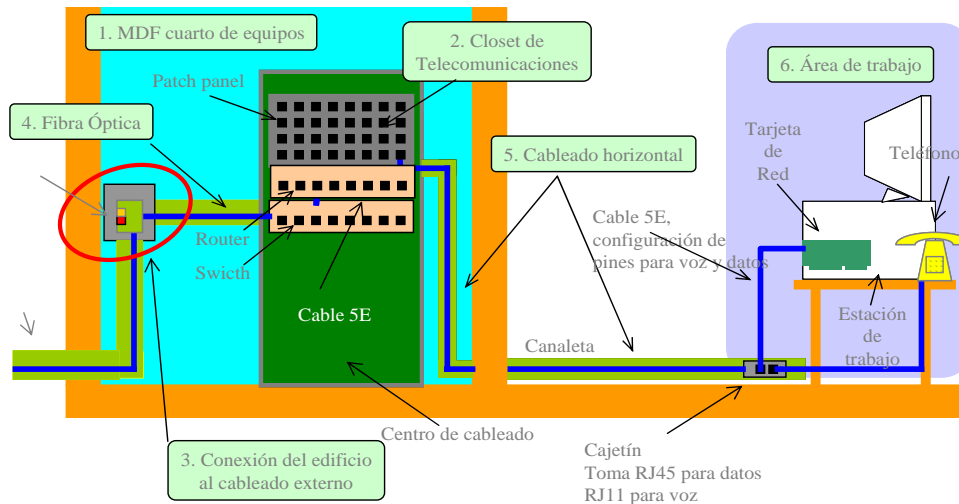 1. MDF cuarto de equipos
2. Closet de
Telecomunicaciones
Patch panel
4. Fibra Óptica
6. Área de trabajo
Tarjeta
de
Red
Teléfono
5. Cableado horizontal
Cable 5E,
configuración de
pines para voz y datos
Router
Swicth
Cable 5E
Estación
de
trabajo
Canaleta
Centro de cableado
3. Conexión del edificio
al cableado externo
Cajetín
Toma RJ45 para datos
RJ11 para voz